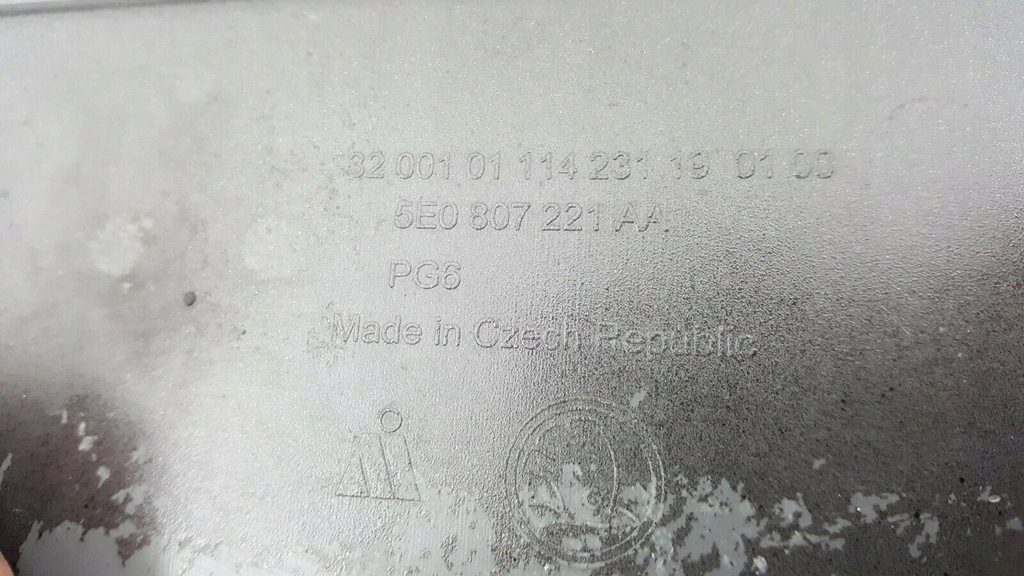 32 001 01 114 231 19 01 00
5E0 807 221 AA
PG6
Made in Czech Republic